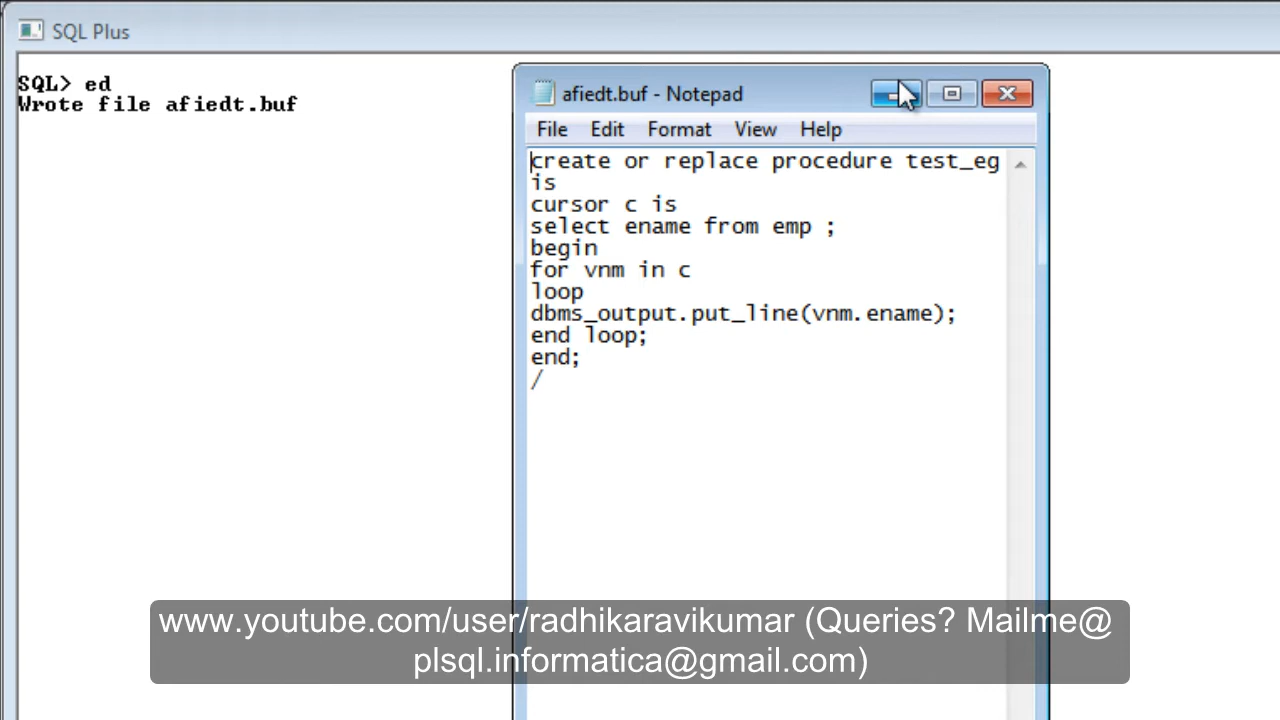 SQL Plus
SQL> ed
Wrote file afiedt.buf
afiedt.buf - Notepad
File Edit Format View Help
create or replace procedure test_eg
is
cursor c is
select ename from emp ;
begin
for vnm in c
loop
dbms_output.put_line(vnm.ename);
end loop;
end;
/
www.youtube.com/user/radhikaravikumar (Queries? Mailme@
plsql.informatica@gmail.com)